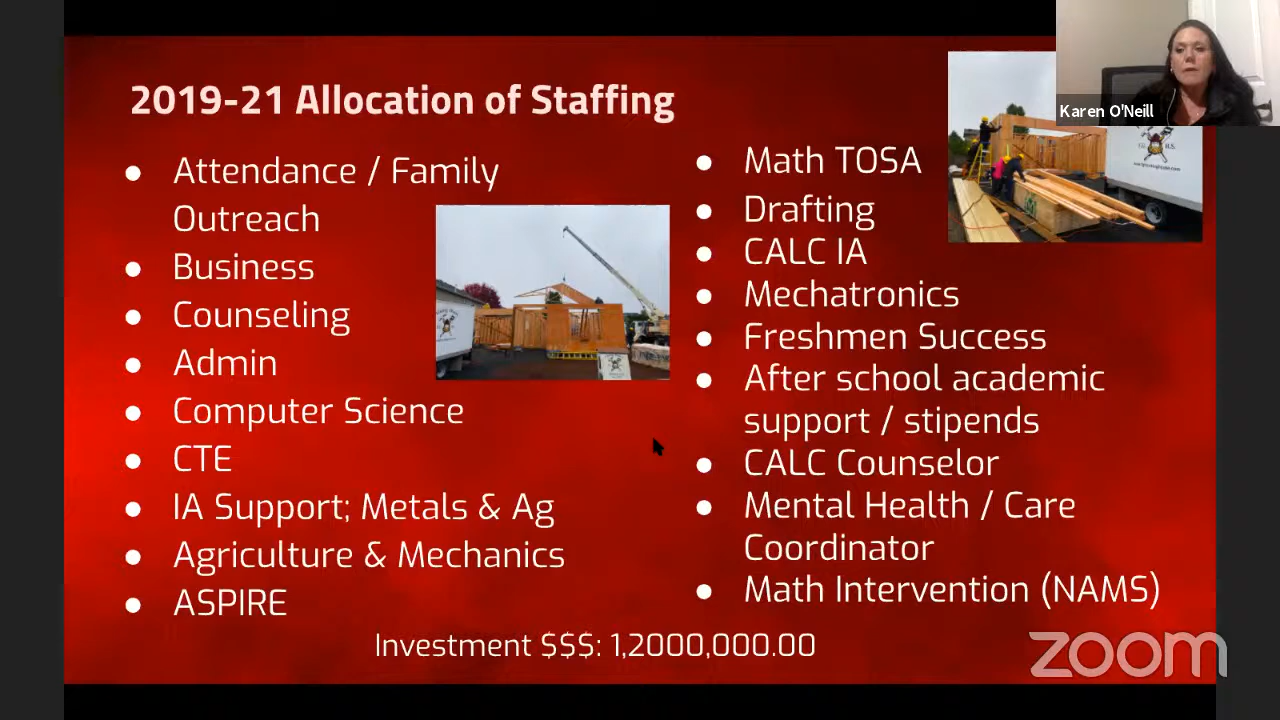 2019-21 Allocation of Staffing
Attendance / Family
Outreach
Business
Counseling
Admin
Computer Science
CTE
IA Support; Metals & Ag
Agriculture & Mechanics
ASPIRE
Math TOSA
Drafting
CALC IA
Mechatronics
Freshmen Success
After school academic
support / stipends
CALC Counselor
Mental Health / Care
Coordinator
Math Intervention (NAMS)
Investment $$$: 1,2000,000.00
Karen O'Neill
zoom